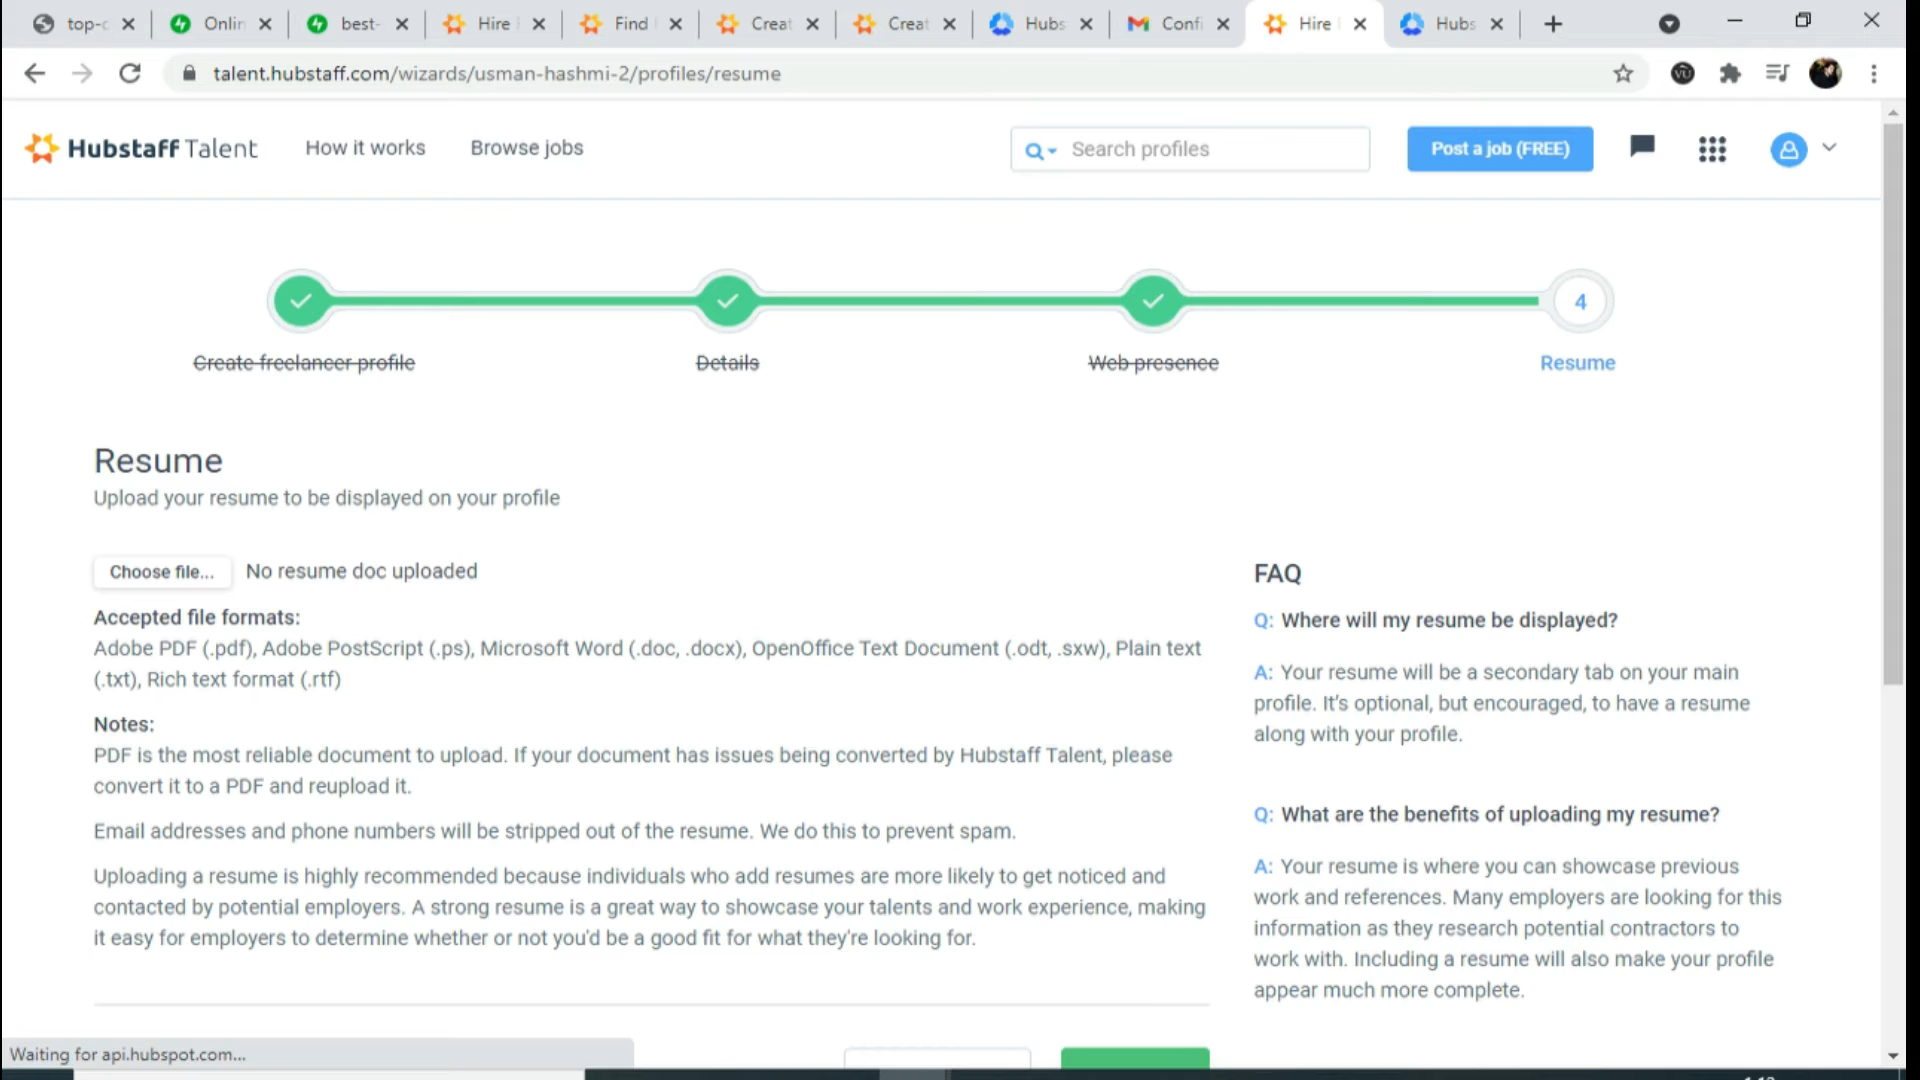 top-c
Onlin
best-
Hire
Find
Creat
Creat
Hubs
Confi
Hire
Hubs
talent.hubstaff.com/wizards/usman-hashmi-2/profiles/resume
Hubstaff Talent
How it works
Browse jobs
Search profiles
Post a job (FREE)
4
Create freelancer profile
Details
Web presence
Resume
Resume
Upload your resume to be displayed on your profile
Choose file...
No resume doc uploaded
Accepted file formats:
Adobe PDF (.pdf), Adobe PostScript (.ps), Microsoft Word (.doc, .docx), OpenOffice Text Document (.odt, .sxw), Plain text
(.txt), Rich text format (.rtf)
Notes:
PDF is the most reliable document to upload. If your document has issues being converted by Hubstaff Talent, please
convert it to a PDF and reupload it.
Email addresses and phone numbers will be stripped out of the resume. We do this to prevent spam.
Uploading a resume is highly recommended because individuals who add resumes are more likely to get noticed and
contacted by potential employers. A strong resume is a great way to showcase your talents and work experience, making
it easy for employers to determine whether or not you'd be a good fit for what they're looking for.
FAQ
Q: Where will my resume be displayed?
A: Your resume will be a secondary tab on your main
profile. It's optional, but encouraged, to have a resume
along with your profile.
Q: What are the benefits of uploading my resume?
A: Your resume is where you can showcase previous
work and references. Many employers are looking for this
information as they research potential contractors to
work with. Including a resume will also make your profile
appear much more complete.
Waiting for api.hubspot.com...